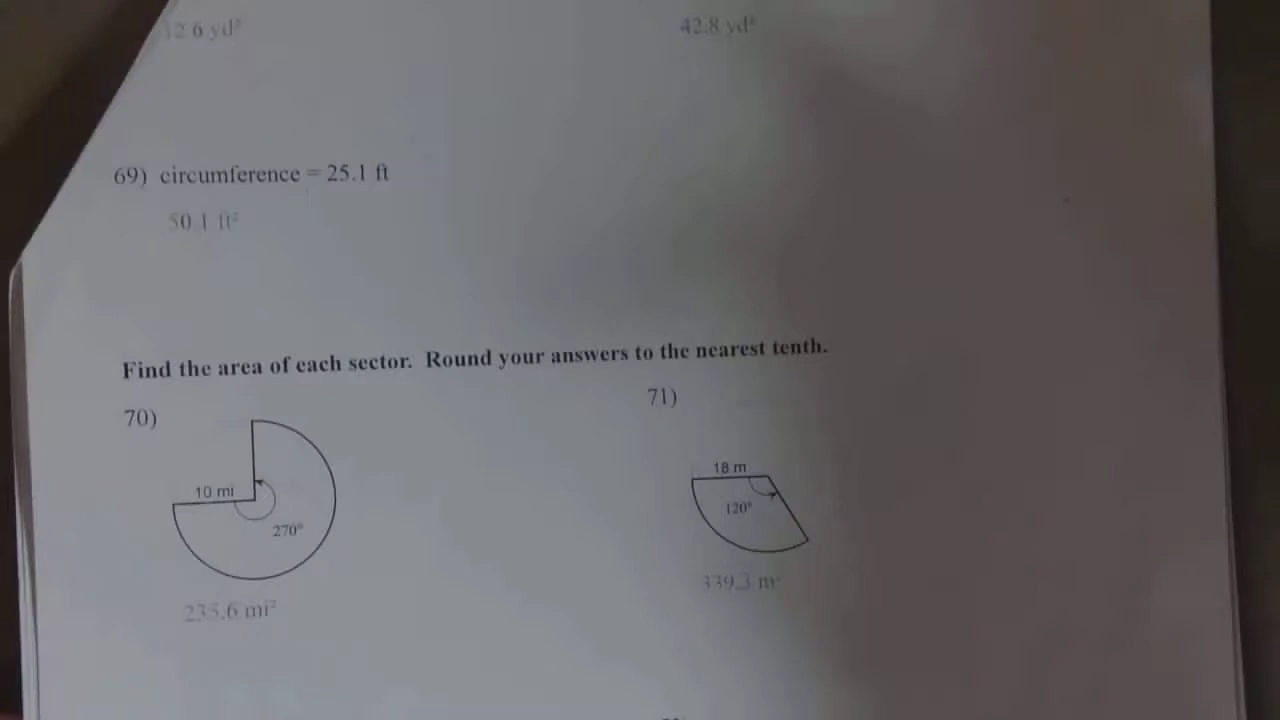 2.6 yd²
42.8 yd²
69) circumference = 25.1 ft
50.1 ft²
Find the area of each sector. Round your answers to the nearest tenth.
70)
71)
10 mi
270°
18 m
120°
235.6 mi²
339.3 m²